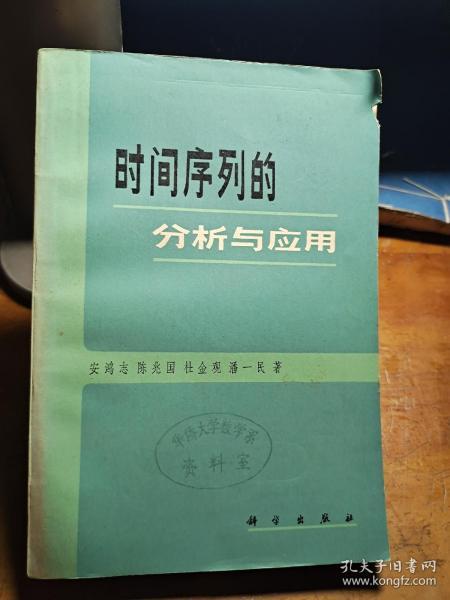 时间序列的
分析与应用
安鸿志 陈兆国 杜金观 潘一民 著
华侨大学数学系
资料室
科学出版社
孔夫子旧书网
www.kongfz.com